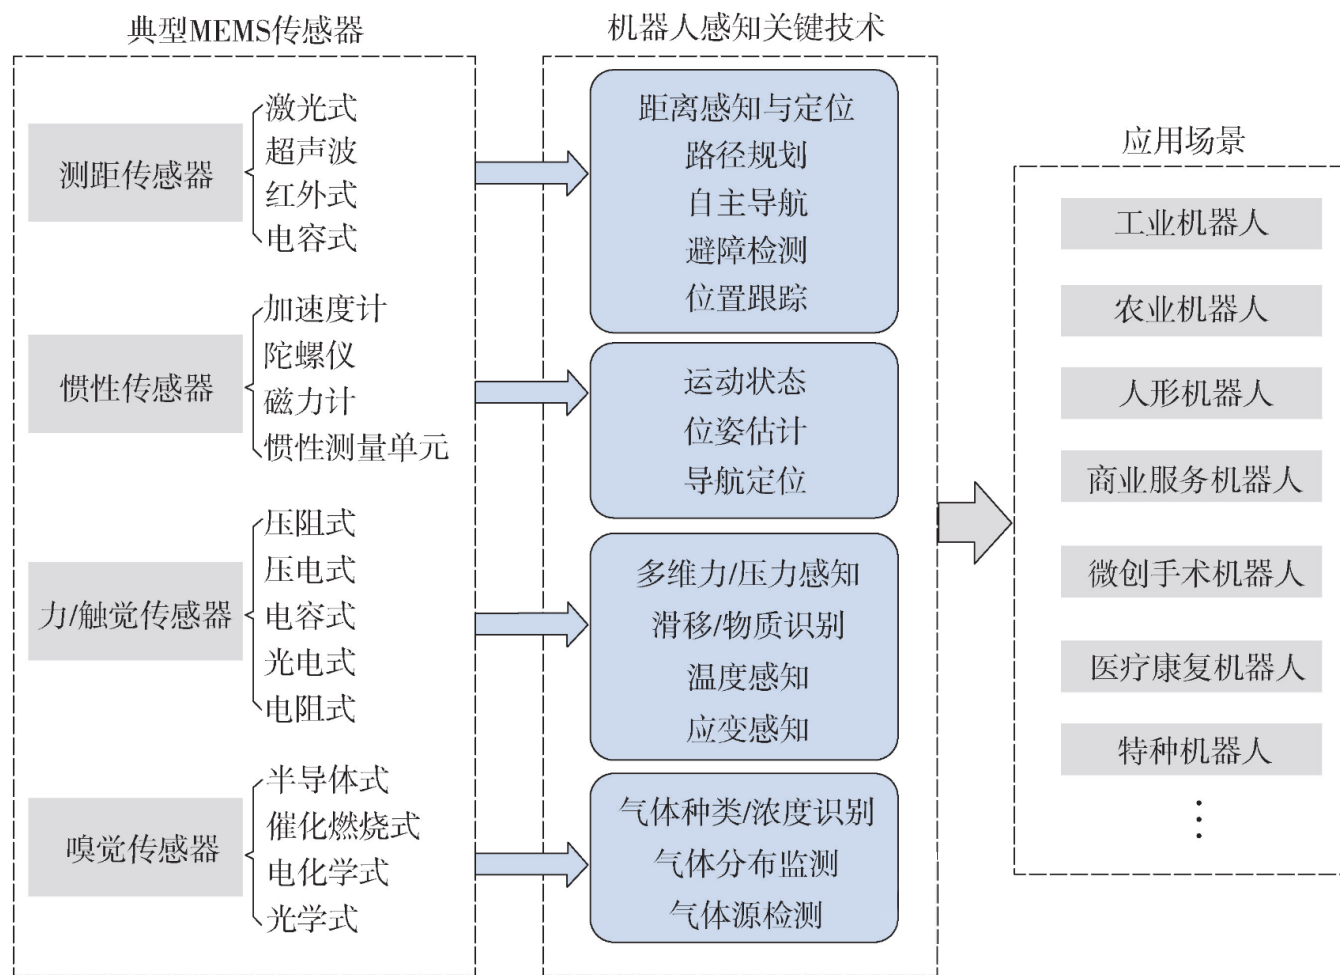 典型MEMS传感器
测距传感器
激光式
超声波
红外式
电容式
惯性传感器
加速度计
陀螺仪
磁力计
惯性测量单元
力/触觉传感器
压阻式
压电式
电容式
光电式
电阻式
嗅觉传感器
半导体式
催化燃烧式
电化学式
光学式
机器人感知关键技术
距离感知与定位
路径规划
自主导航
避障检测
位置跟踪
运动状态
位姿估计
导航定位
多维力/压力感知
滑移/物质识别
温度感知
应变感知
气体种类/浓度识别
气体分布监测
气体源检测
应用场景
工业机器人
农业机器人
人形机器人
商业服务机器人
微创手术机器人
医疗康复机器人
特种机器人
⋮